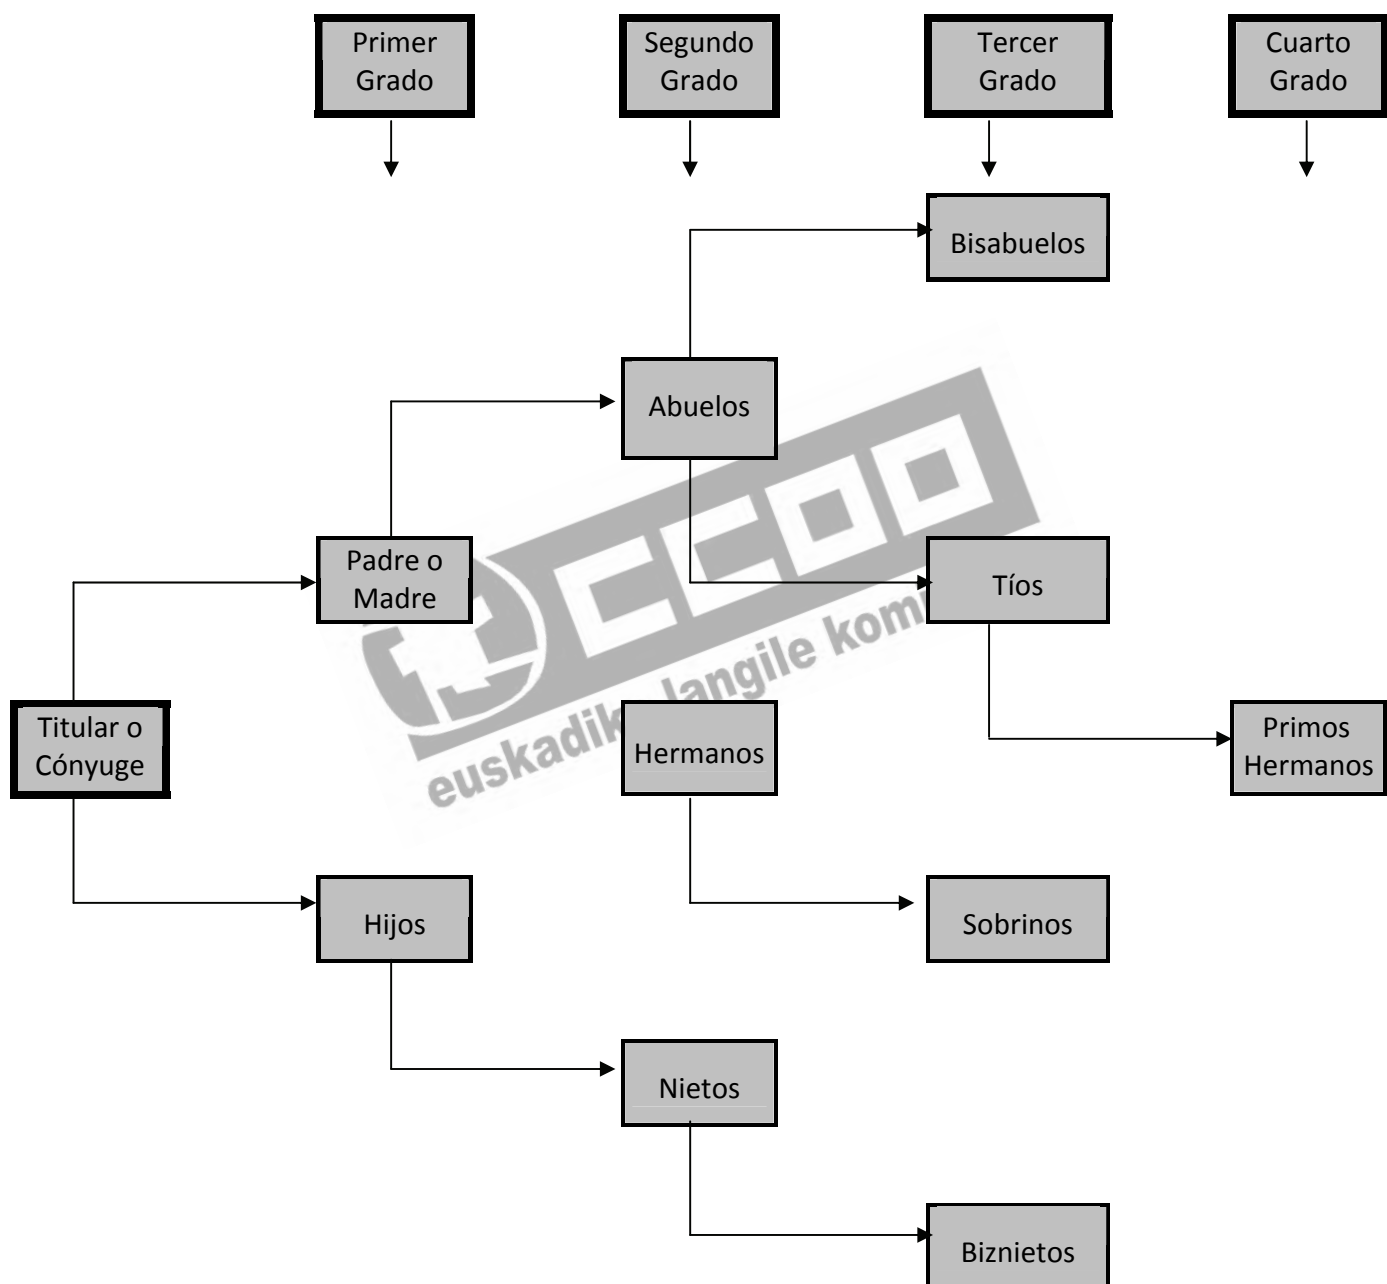 Primer
Grado
Segundo
Grado
Tercer
Grado
Cuarto
Grado
Bisabuelos
Abuelos
Padre o
Madre
Tíos
Titular o
Cónyuge
Hermanos
Primos
Hermanos
Hijos
Sobrinos
Nietos
Biznietos
CCOO
langile